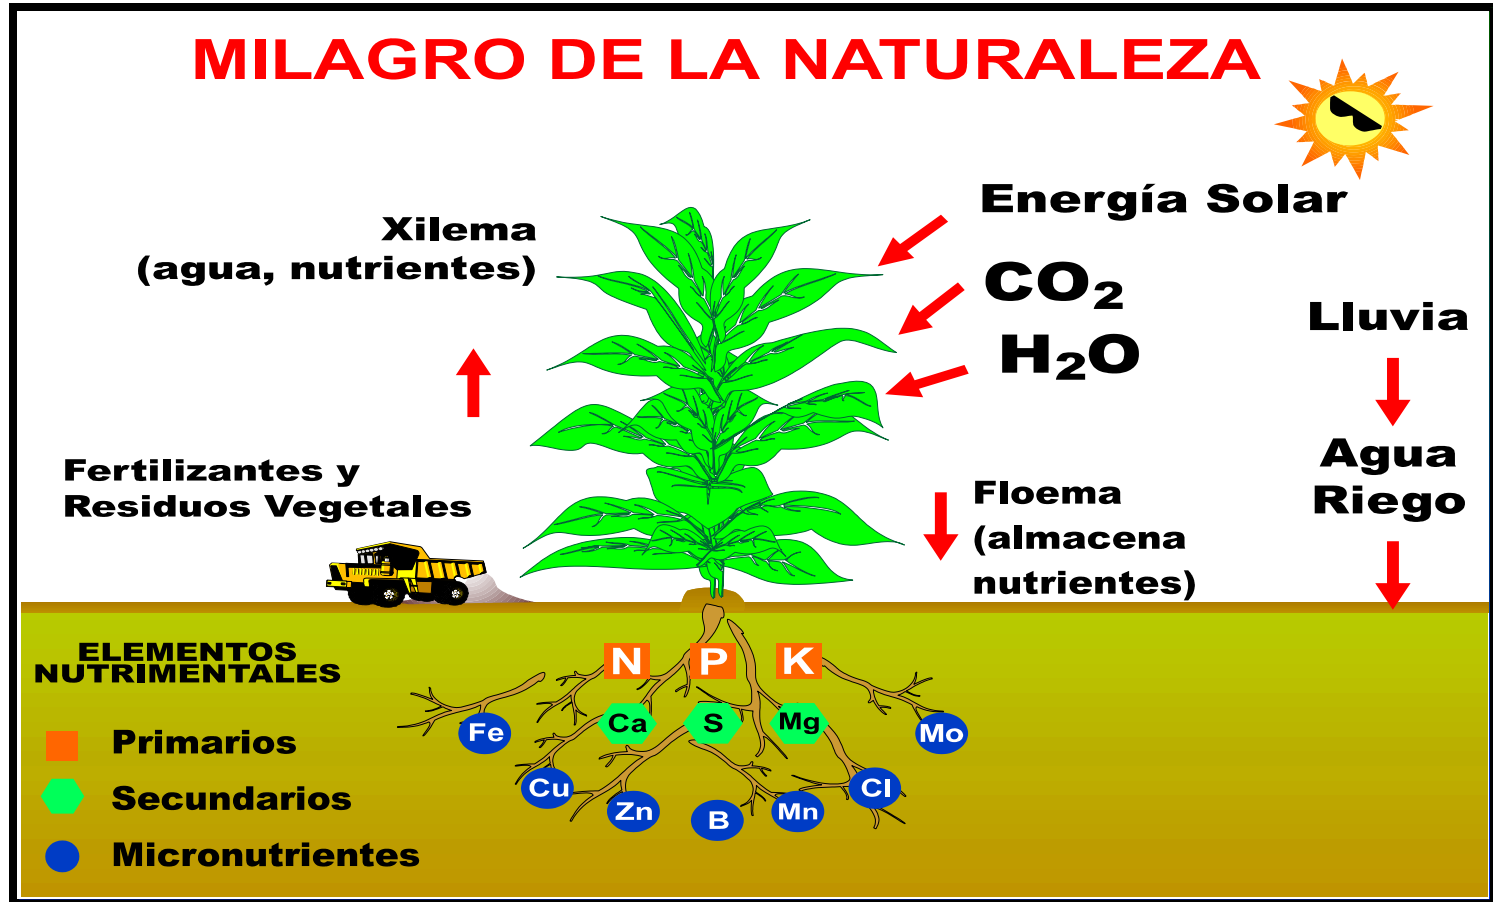 MILAGRO DE LA NATURALEZA
Xilema
(agua, nutrientes)
Energía Solar
CO₂
H₂O
Lluvia
Agua
Riego
Fertilizantes y
Residuos Vegetales
Floema
(almacena
nutrientes)
ELEMENTOS
NUTRIMENTALES
Primarios
Secundarios
Micronutrientes
N P K
Ca S Mg
Fe Mo
Cu Cl
Zn B Mn